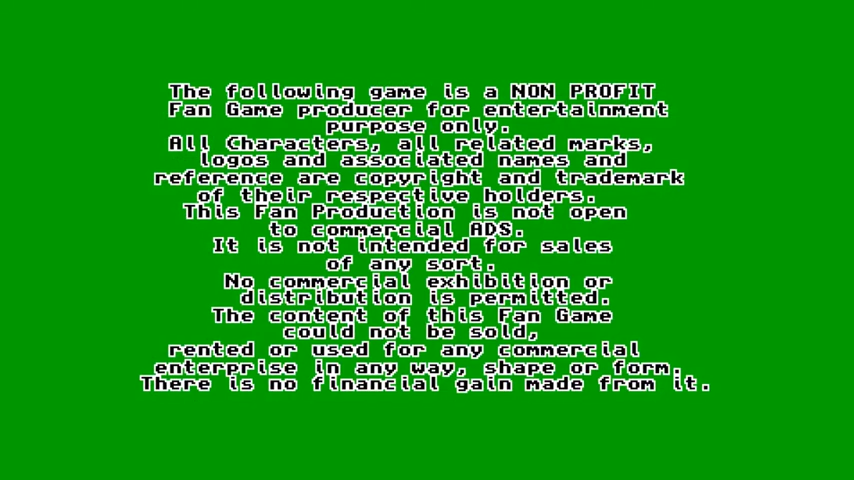 The following game is a NON PROFIT
Fan Game producer for entertainment
purpose only.
All Characters, all related marks,
logos and associated names and
reference are copyright and trademark
of their respective holders.
This Fan Production is not open
to commercial ADS.
It is not intended for sales
of any sort.
No commercial exhibition or
distribution is permitted.
The content of this Fan Game
could not be sold,
rented or used for any commercial
enterprise in any way, shape or form.
There is no financial gain made from it.